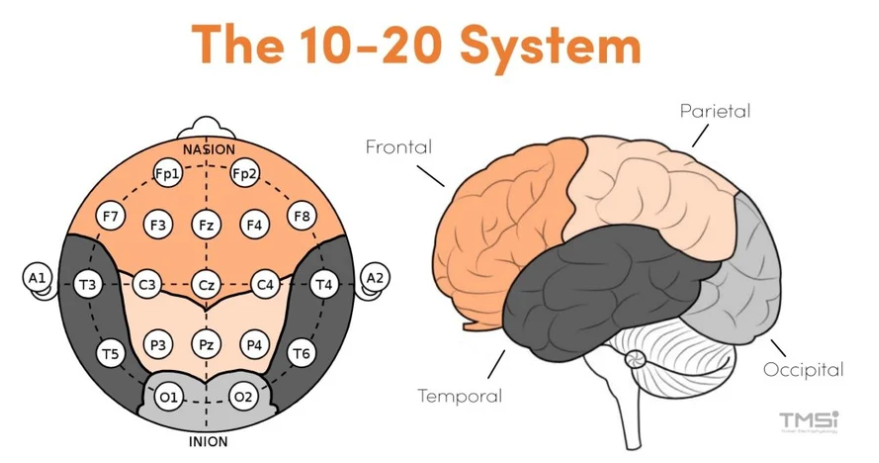 The 10-20 System
NASION
Fp1 Fp2
F7 F3 Fz F4 F8
A1 T3 C3 Cz C4 T4 A2
T5 P3 Pz P4 T6
O1 O2
INION
Frontal
Parietal
Temporal
Occipital
TMSi